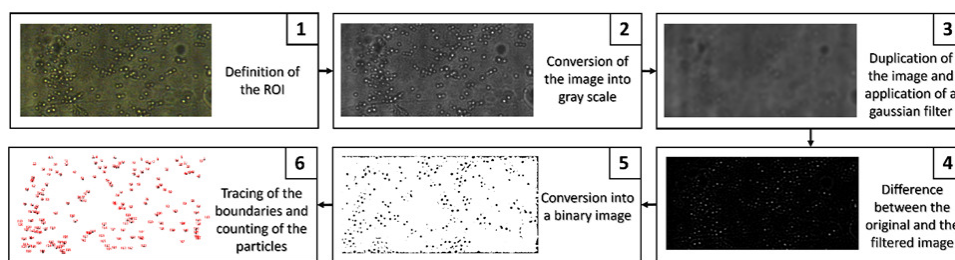 1
Definition of
the ROI
2
Conversion of
the image into
gray scale
3
Duplication of
the image and
application of a
gaussian filter
4
Difference
between the
original and the
filtered image
5
Conversion into
a binary image
6
Tracing of the
boundaries and
counting of the
particles